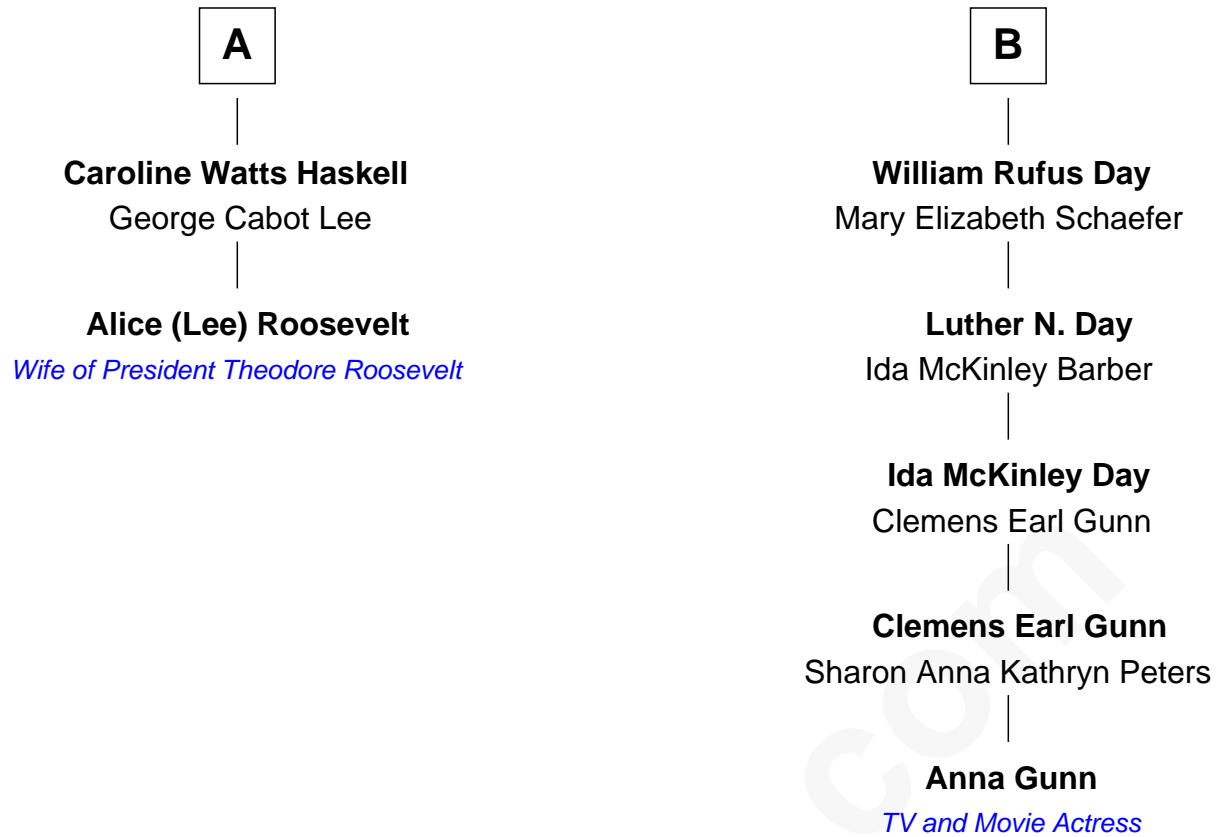 A
Caroline Watts Haskell
George Cabot Lee
Alice (Lee) Roosevelt
Wife of President Theodore Roosevelt
B
William Rufus Day
Mary Elizabeth Schaefer
Luther N. Day
Ida McKinley Barber
Ida McKinley Day
Clemens Earl Gunn
Clemens Earl Gunn
Sharon Anna Kathryn Peters
Anna Gunn
TV and Movie Actress
com